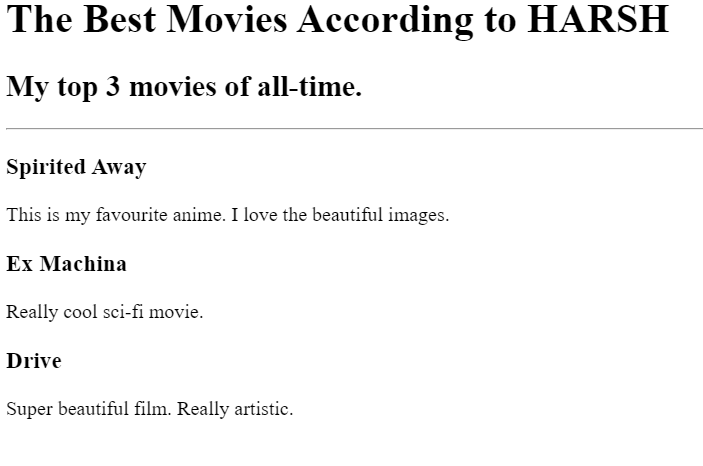 The Best Movies According to HARSH
My top 3 movies of all-time.
Spirited Away
This is my favourite anime. I love the beautiful images.
Ex Machina
Really cool sci-fi movie.
Drive
Super beautiful film. Really artistic.